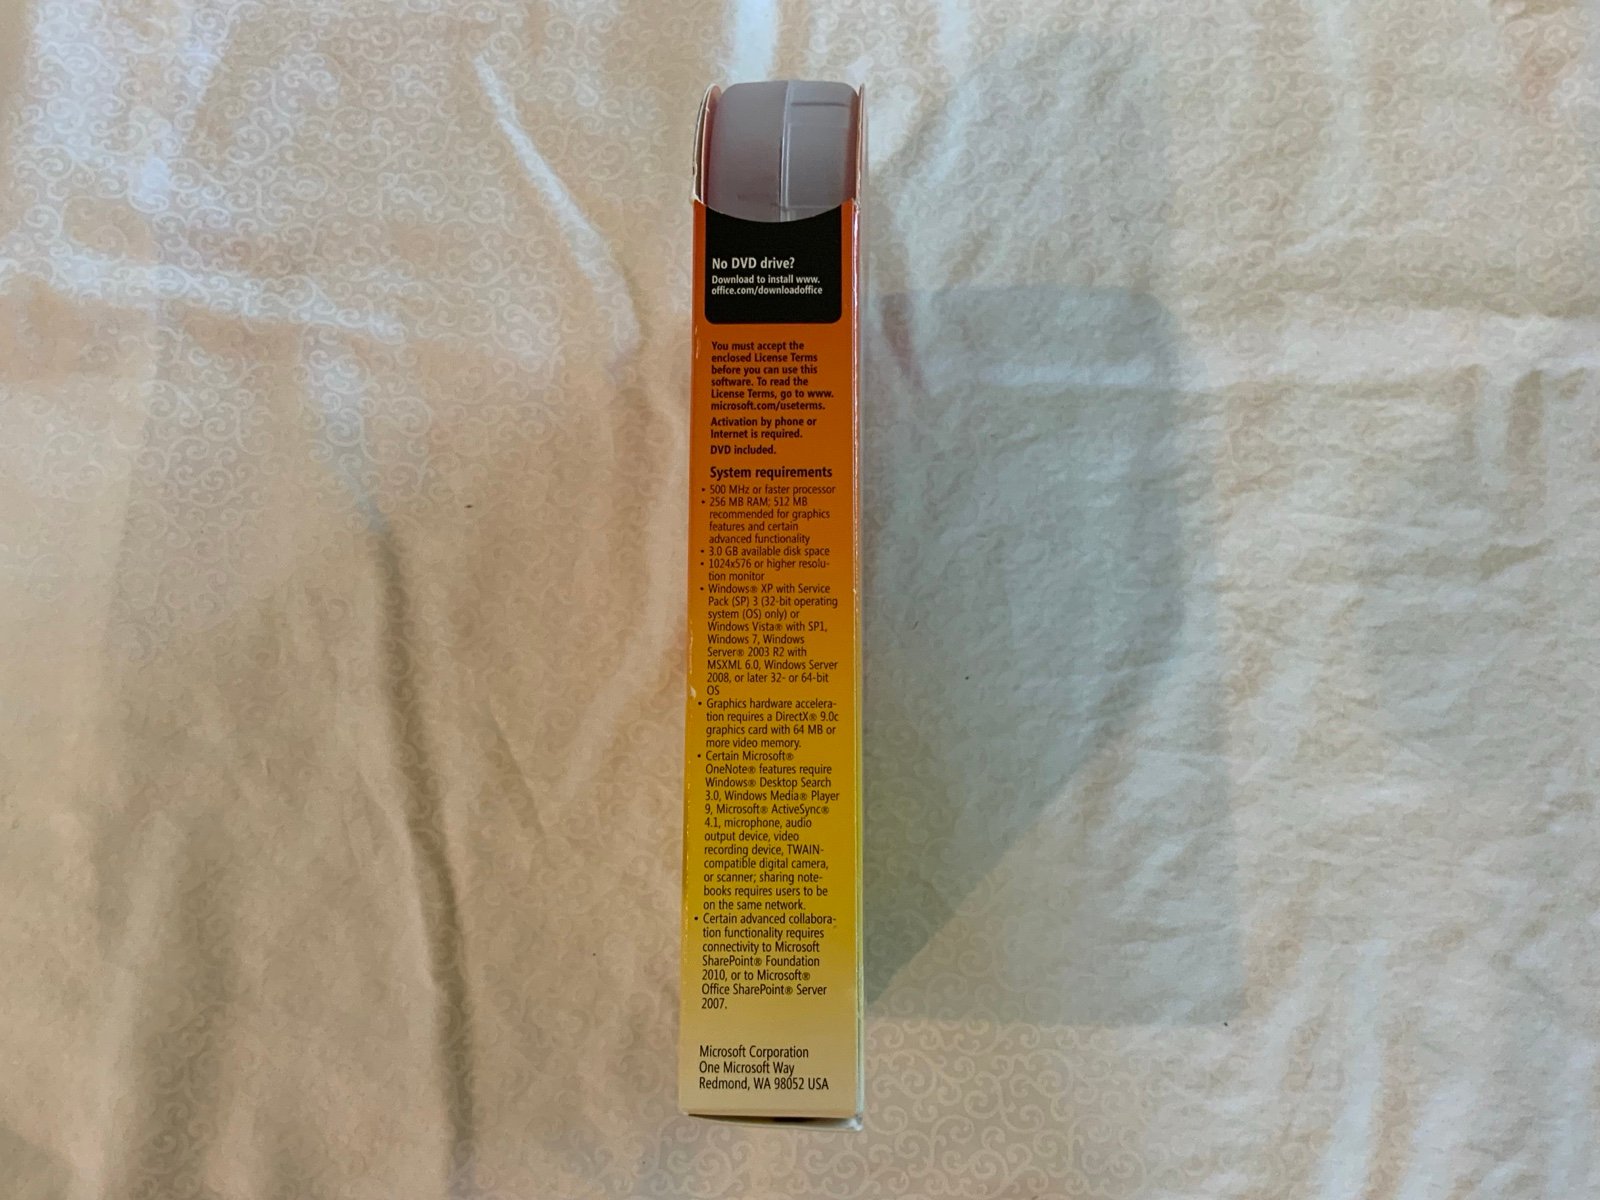 No DVD drive?
Download to install www.
office.com/downloadoffice
You must accept the
enclosed License Terms
before you can use this
software. To read the
License Terms, go to www.
microsoft.com/useterms.
Activation by phone or
Internet is required.
DVD included.
System requirements
• 500 MHz or faster processor
• 256 MB RAM; 512 MB
recommended for graphics
features and certain
advanced functionality
• 3.0 GB available disk space
• 1024x576 or higher resolu-
tion monitor
• Windows® XP with Service
Pack (SP) 3 (32-bit operating
system (OS) only) or
Windows Vista® with SP1,
Windows 7, Windows
Server® 2003 R2 with
MSXML 6.0, Windows Server
2008, or later 32- or 64-bit
OS
• Graphics hardware accelera-
tion requires a DirectX® 9.0c
graphics card with 64 MB or
more video memory.
• Certain Microsoft®
OneNote® features require
Windows® Desktop Search
3.0, Windows Media® Player
9, Microsoft® ActiveSync®
4.1, microphone, audio
output device, video
recording device, TWAIN-
compatible digital camera,
or scanner; sharing note-
books requires users to be
on the same network.
• Certain advanced collabora-
tion functionality requires
connectivity to Microsoft
SharePoint® Foundation
2010, or to Microsoft®
Office SharePoint® Server
2007.
Microsoft Corporation
One Microsoft Way
Redmond, WA 98052 USA